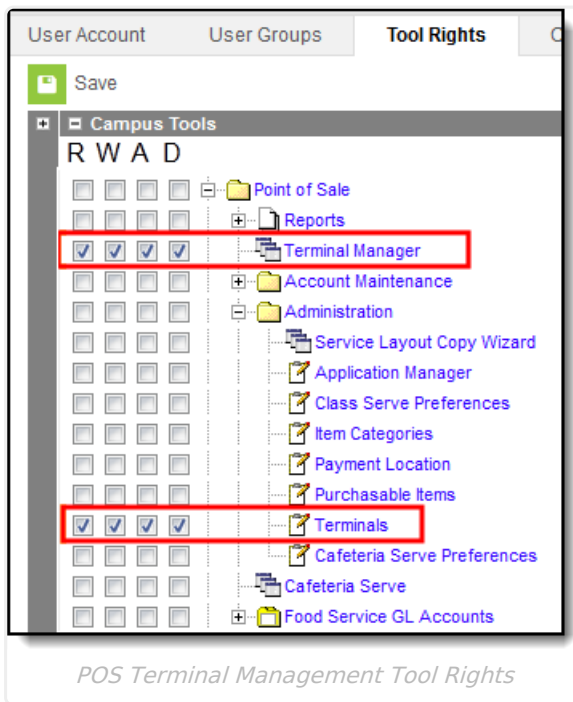 User Account User Groups Tool Rights
Save
Campus Tools
R W A D
Point of Sale
Reports
Terminal Manager
Account Maintenance
Administration
Service Layout Copy Wizard
Application Manager
Class Serve Preferences
Item Categories
Payment Location
Purchasable Items
Terminals
Cafeteria Serve Preferences
Cafeteria Serve
Food Service GL Accounts
POS Terminal Management Tool Rights